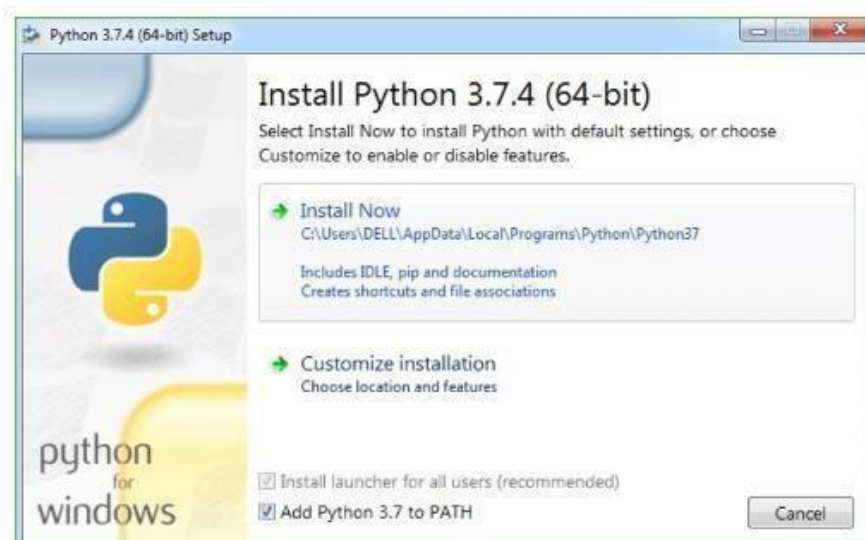 Python 3.7.4 (64-bit) Setup
Install Python 3.7.4 (64-bit)
Select Install Now to install Python with default settings, or choose
Customize to enable or disable features.
Install Now
C:\Users\DELL\AppData\Local\Programs\Python\Python37
Includes IDLE, pip and documentation
Creates shortcuts and file associations
Customize installation
Choose location and features
python
for
windows
Install launcher for all users (recommended)
Add Python 3.7 to PATH
Cancel